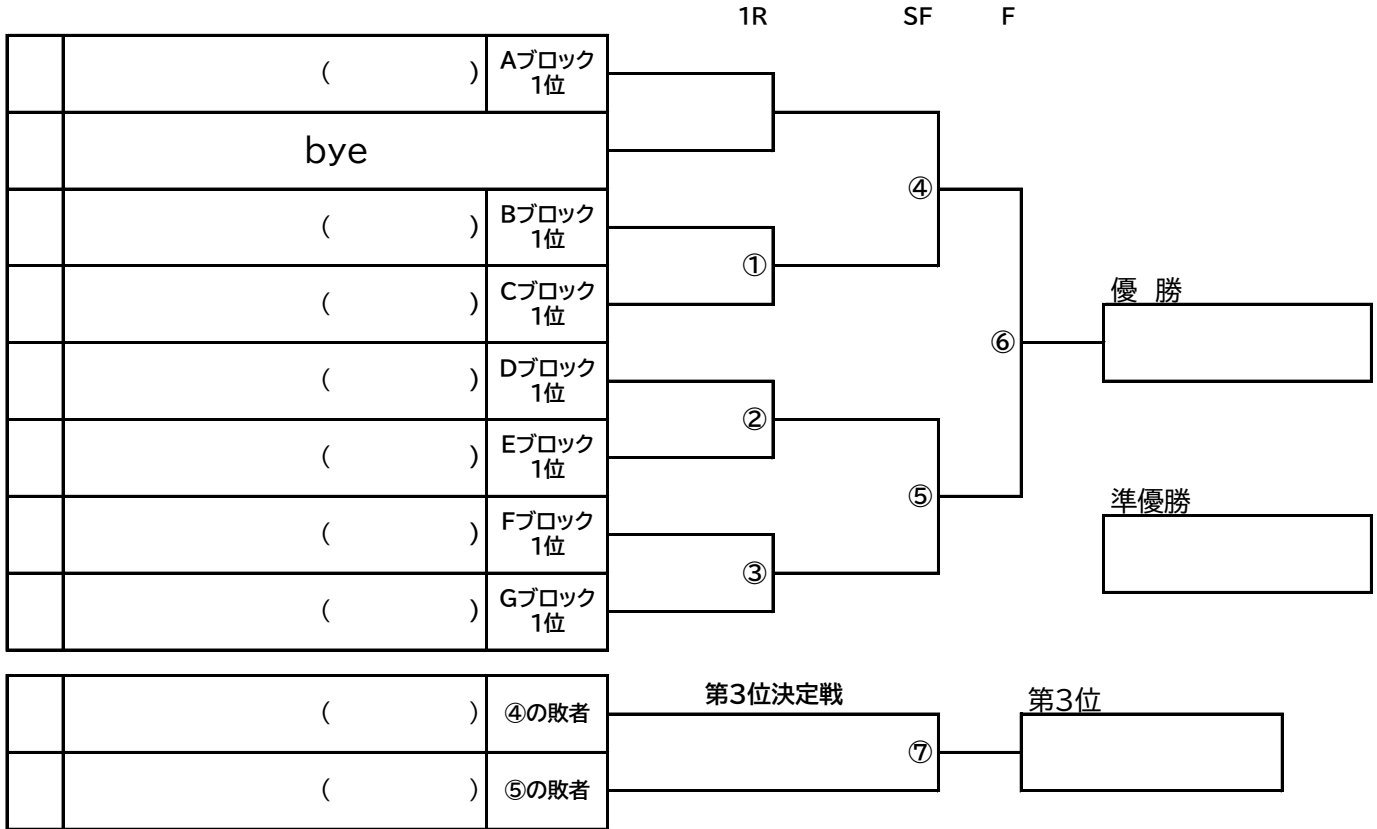 1R SF F
( ) Aブロック
1位
bye
( ) Bブロック
1位
( ) Cブロック
1位
( ) Dブロック
1位
( ) Eブロック
1位
( ) Fブロック
1位
( ) Gブロック
1位
①
②
③
④
⑤
⑥
優 勝
準優勝
( ) ④の敗者
( ) ⑤の敗者
第3位決定戦
⑦
第3位